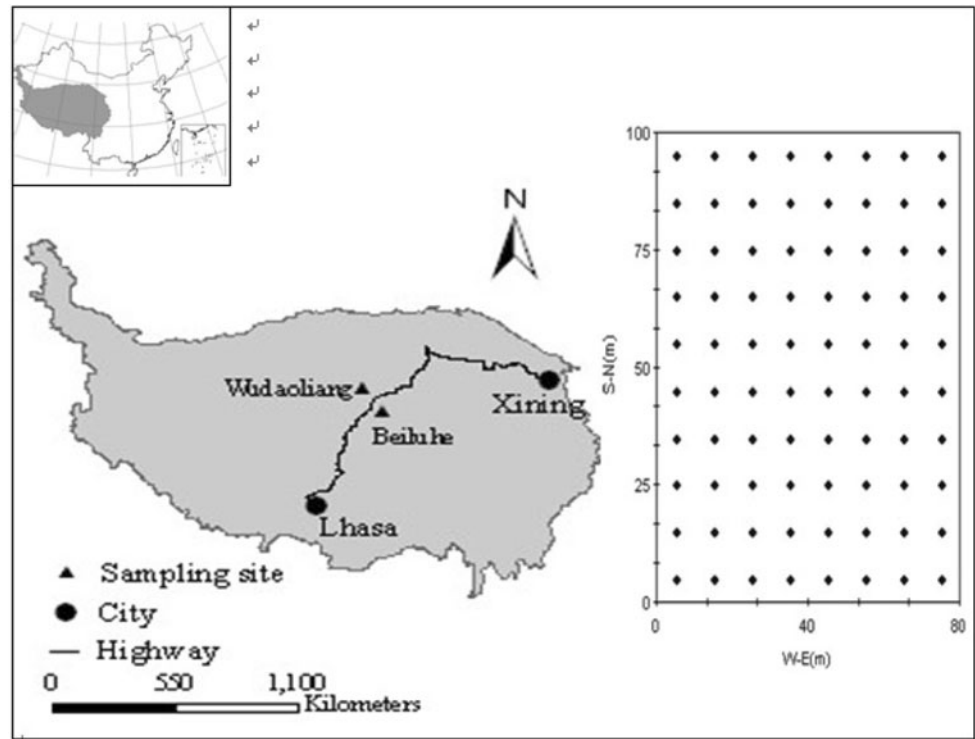 N
Wudaoliang
Beiluhe
Xining
Lhasa
Sampling site
City
Highway
0 550 1,100
Kilometers
100
75
50
25
0
S-N(m)
0 40 80
W-E(m)